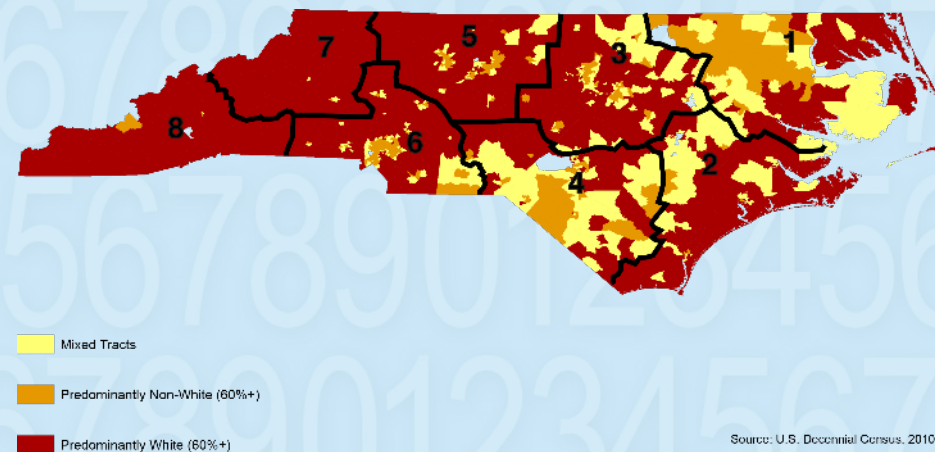 7
5
3
1
8
6
4
2
Mixed Tracts
Predominantly Non-White (60%+)
Predominantly White (60%+)
Source: U.S. Decennial Census, 2010